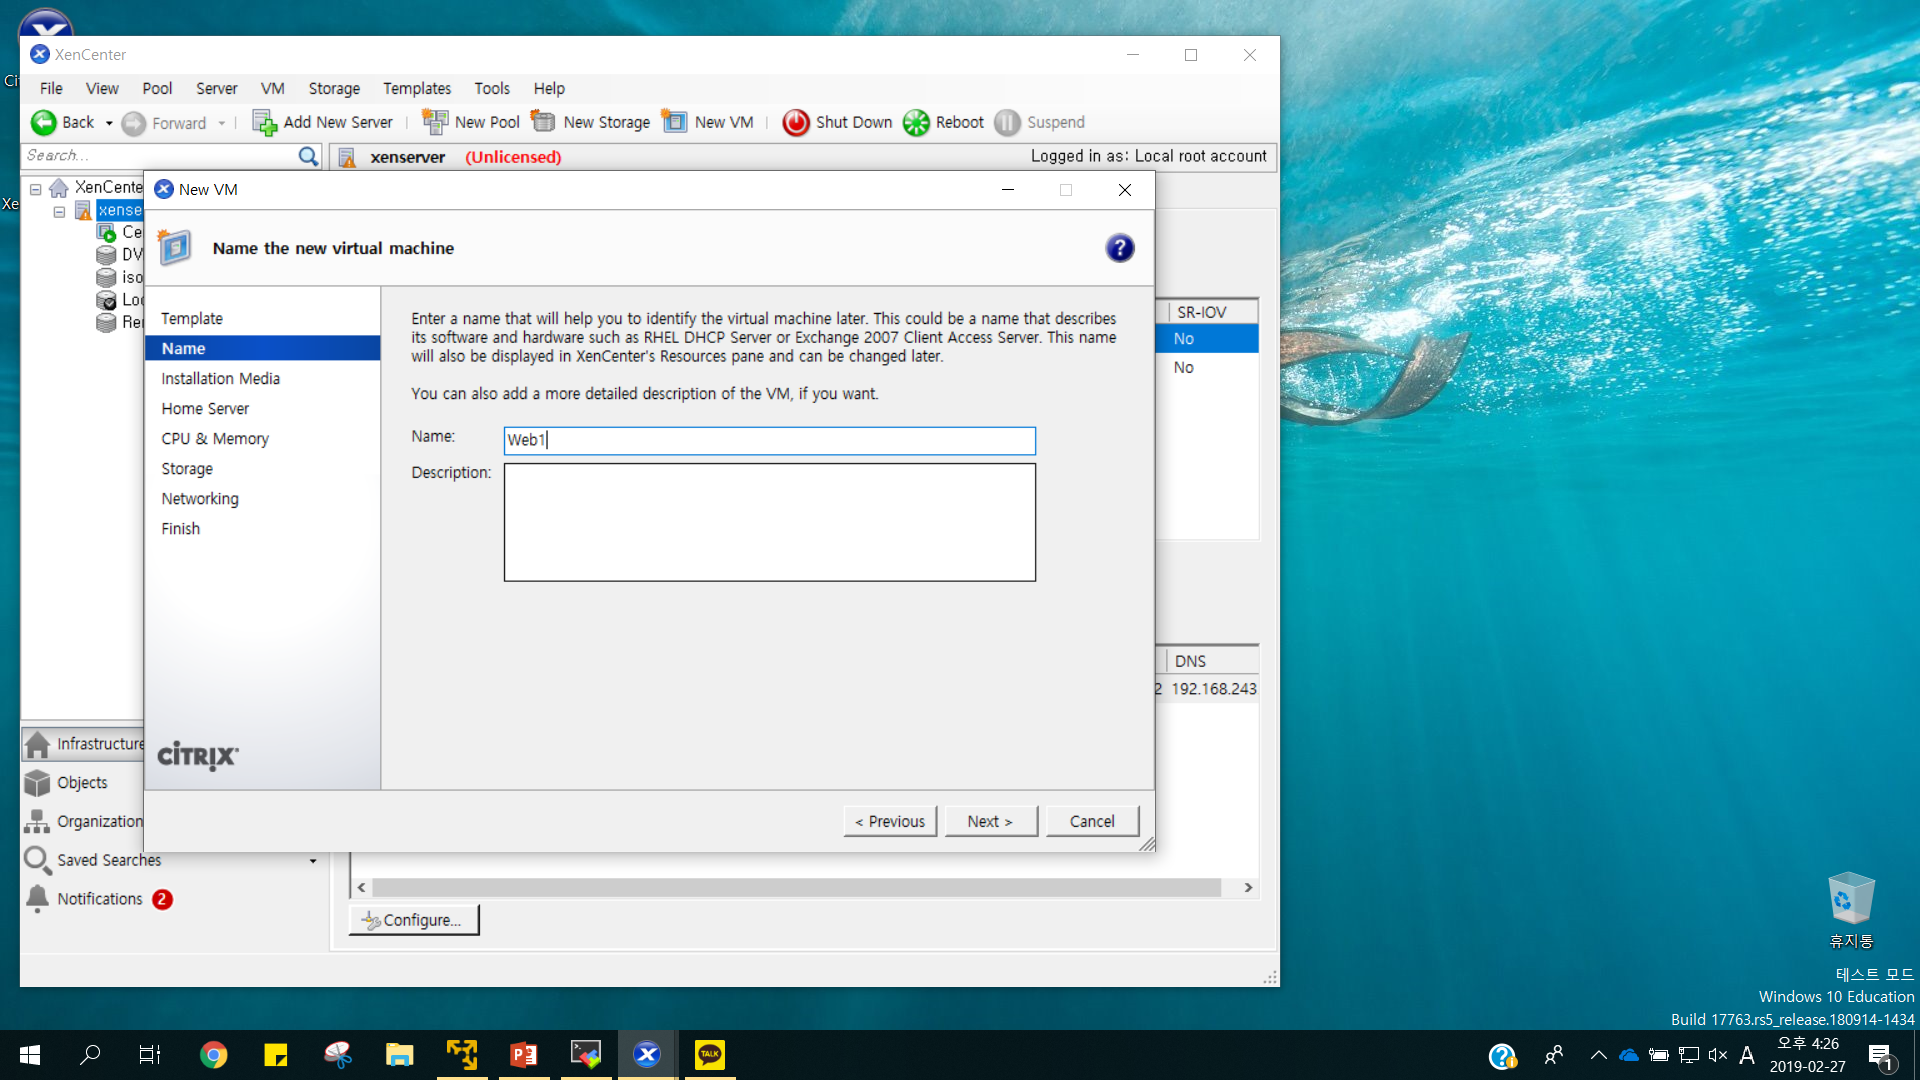 XenCenter
File View Pool Server VM Storage Templates Tools Help
Back Forward Add New Server New Pool New Storage New VM Shut Down Reboot Suspend
Search...
xenserver (Unlicensed) Logged in as: Local root account
XenCente
xense
Ce
DV
iso
Loc
Rer
Ci
Xe
New VM
Name the new virtual machine
?
Template
Name
Installation Media
Home Server
CPU & Memory
Storage
Networking
Finish
CİTRIX
Enter a name that will help you to identify the virtual machine later. This could be a name that describes
its software and hardware such as RHEL DHCP Server or Exchange 2007 Client Access Server. This name
will also be displayed in XenCenter's Resources pane and can be changed later.
You can also add a more detailed description of the VM, if you want.
Name: Web1
Description:
< Previous Next > Cancel
SR-IOV
No
No
DNS
2 192.168.243
Infrastructure
Objects
Organization
Saved Searches
Notifications 2
Configure...
휴지통
테스트 모드
Windows 10 Education
Build 17763.rs5_release.180914-1434
TALK
A
오후 4:26
2019-02-27
1